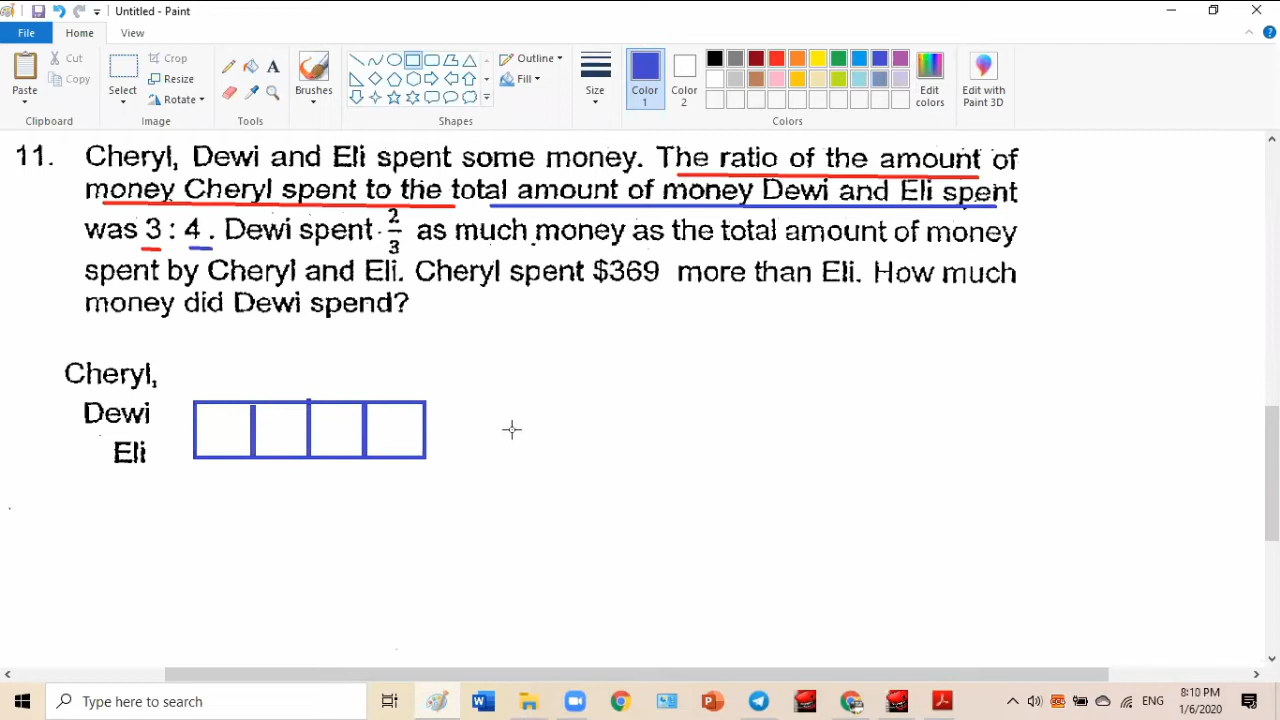 Untitled - Paint
File Home View
Paste Cut Copy Select Crop Resize Rotate Brushes Outline Fill Size Color 1 Color 2 Edit colors Edit with Paint 3D
Clipboard Image Tools Shapes Colors
11. Cheryl, Dewi and Eli spent some money. The ratio of the amount of
money Cheryl spent to the total amount of money Dewi and Eli spent
was 3 : 4 . Dewi spent 2/3 as much money as the total amount of money
spent by Cheryl and Eli. Cheryl spent $369 more than Eli. How much
money did Dewi spend?
Cheryl,
Dewi
Eli
Type here to search
ENG
8:10 PM
1/6/2020